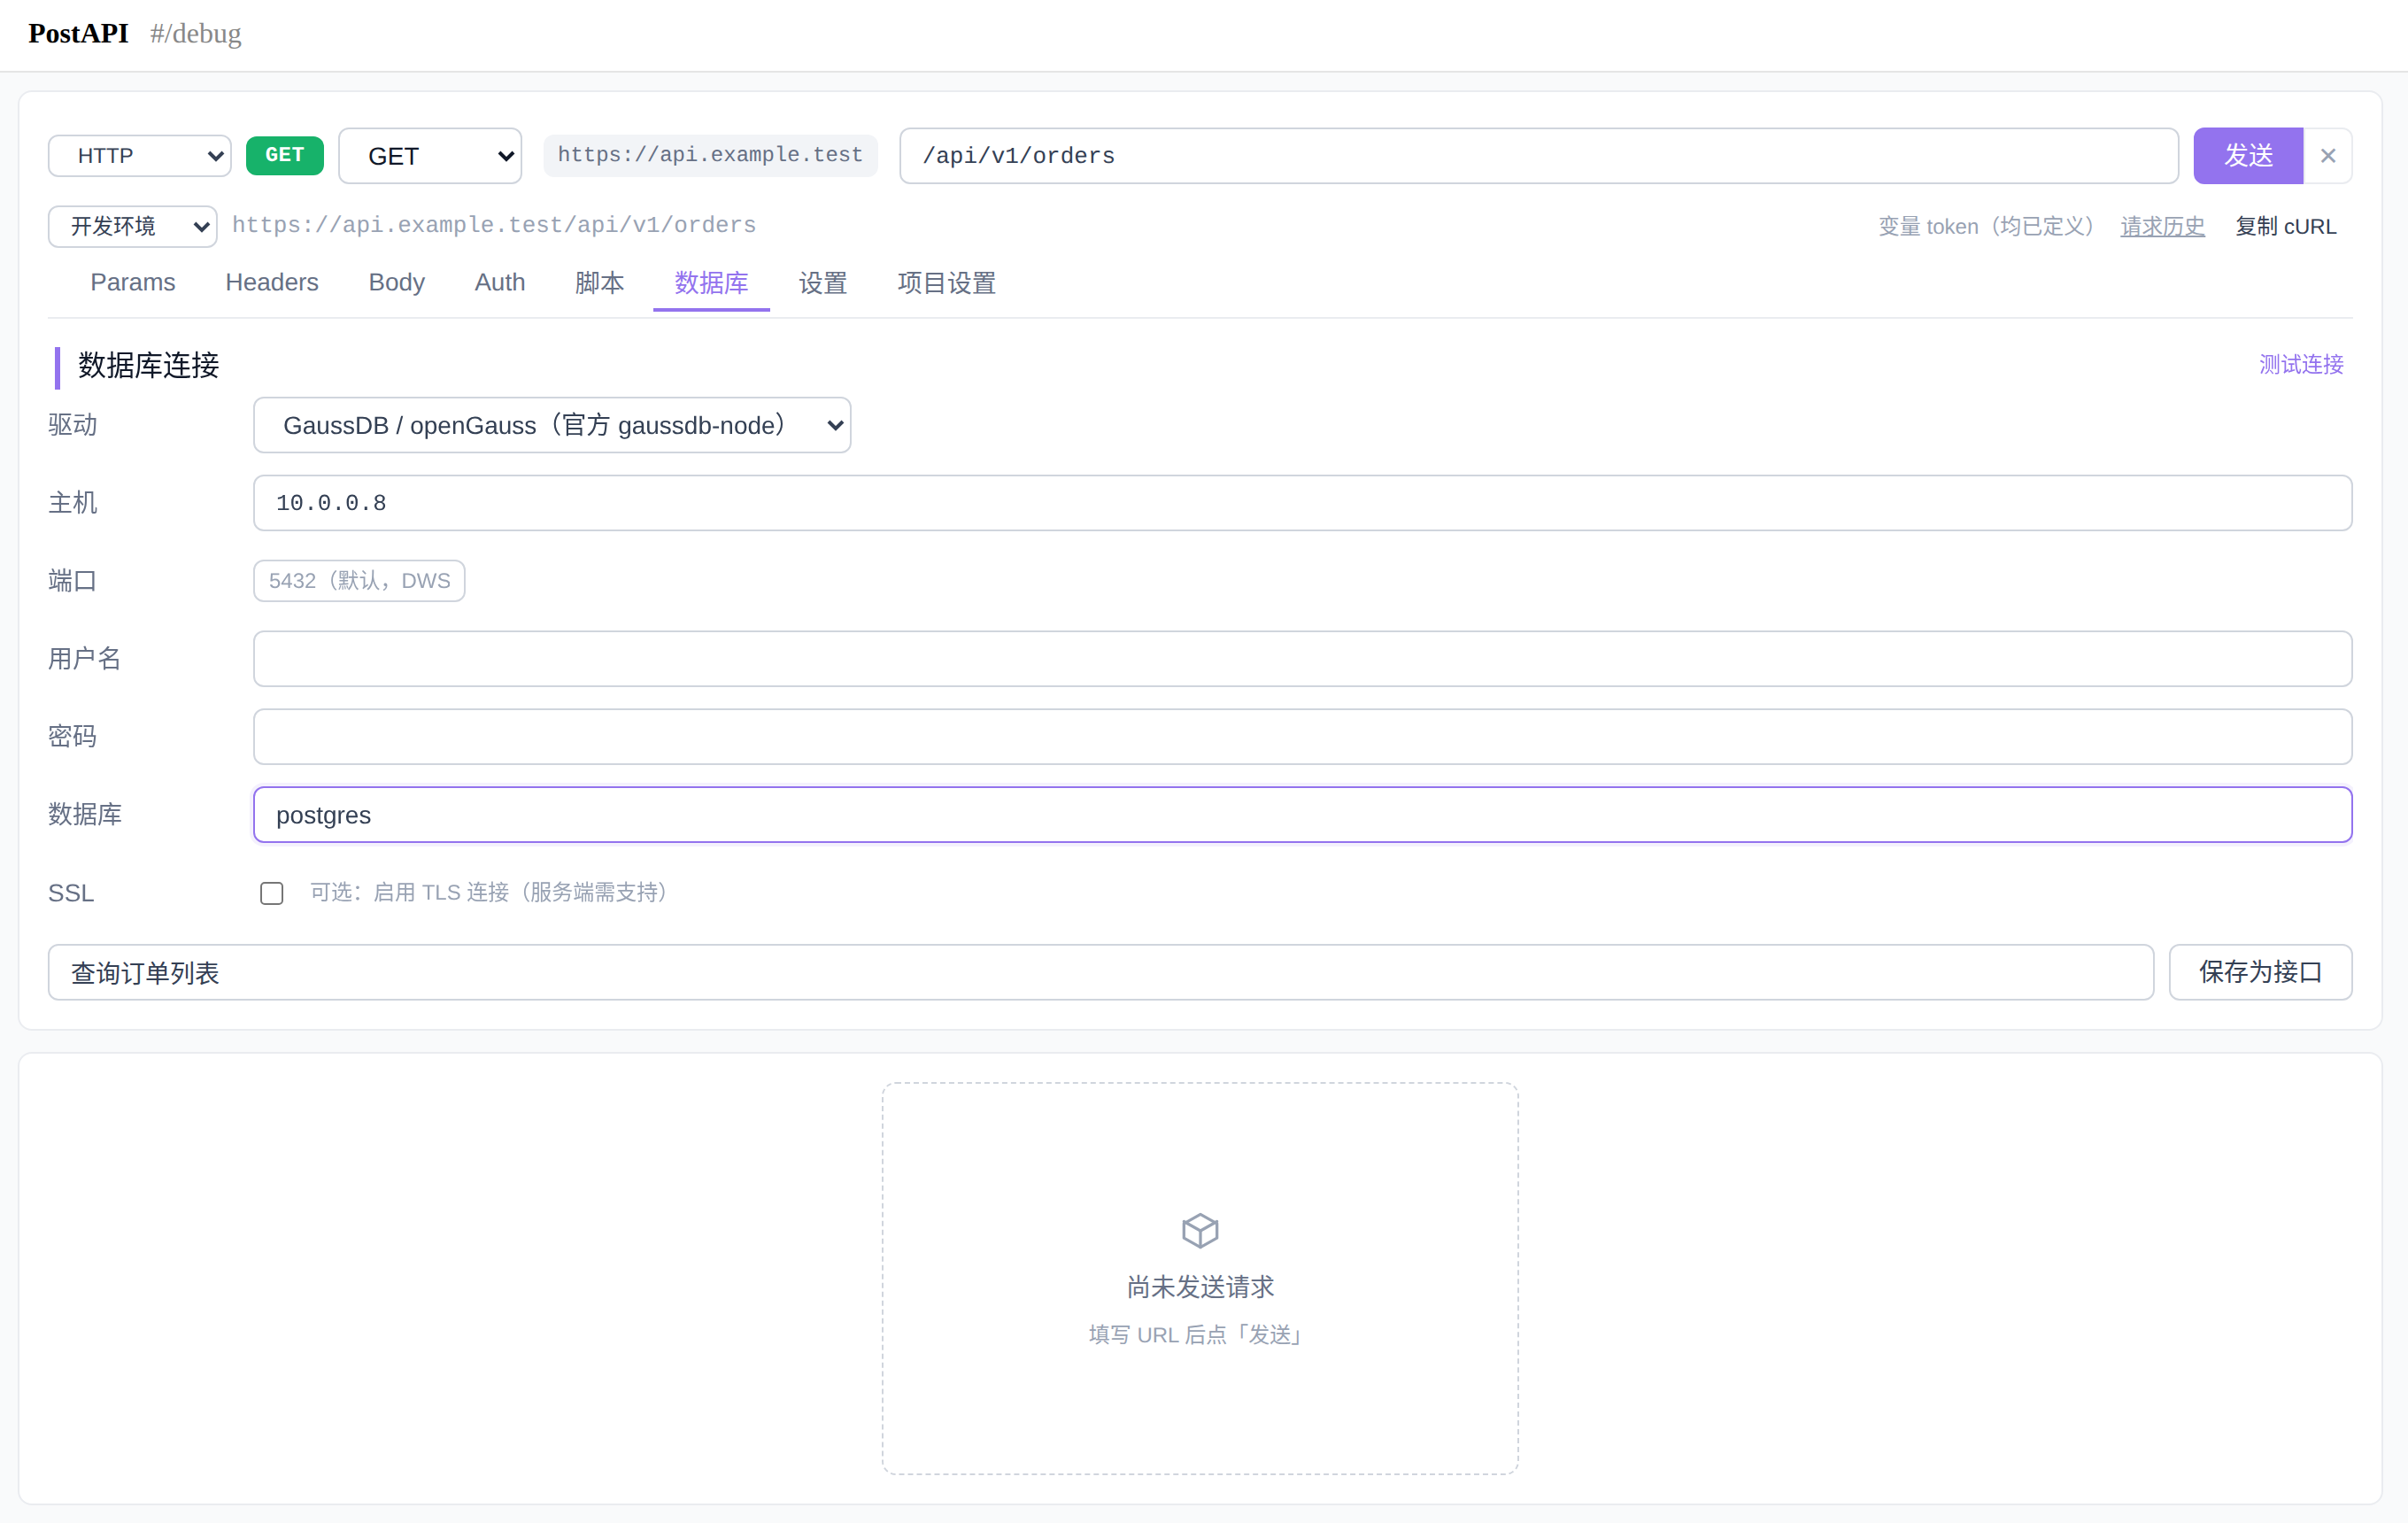 PostAPI #/debug
HTTP GET GET https://api.example.test /api/v1/orders 发送 ✕
开发环境 https://api.example.test/api/v1/orders 变量 token（均已定义） 请求历史 复制 cURL
Params Headers Body Auth 脚本 数据库 设置 项目设置
数据库连接 测试连接
驱动 GaussDB / openGauss（官方 gaussdb-node）
主机 10.0.0.8
端口 5432（默认，DWS
用户名
密码
数据库 postgres
SSL 可选：启用 TLS 连接（服务端需支持）
查询订单列表 保存为接口
尚未发送请求
填写 URL 后点「发送」